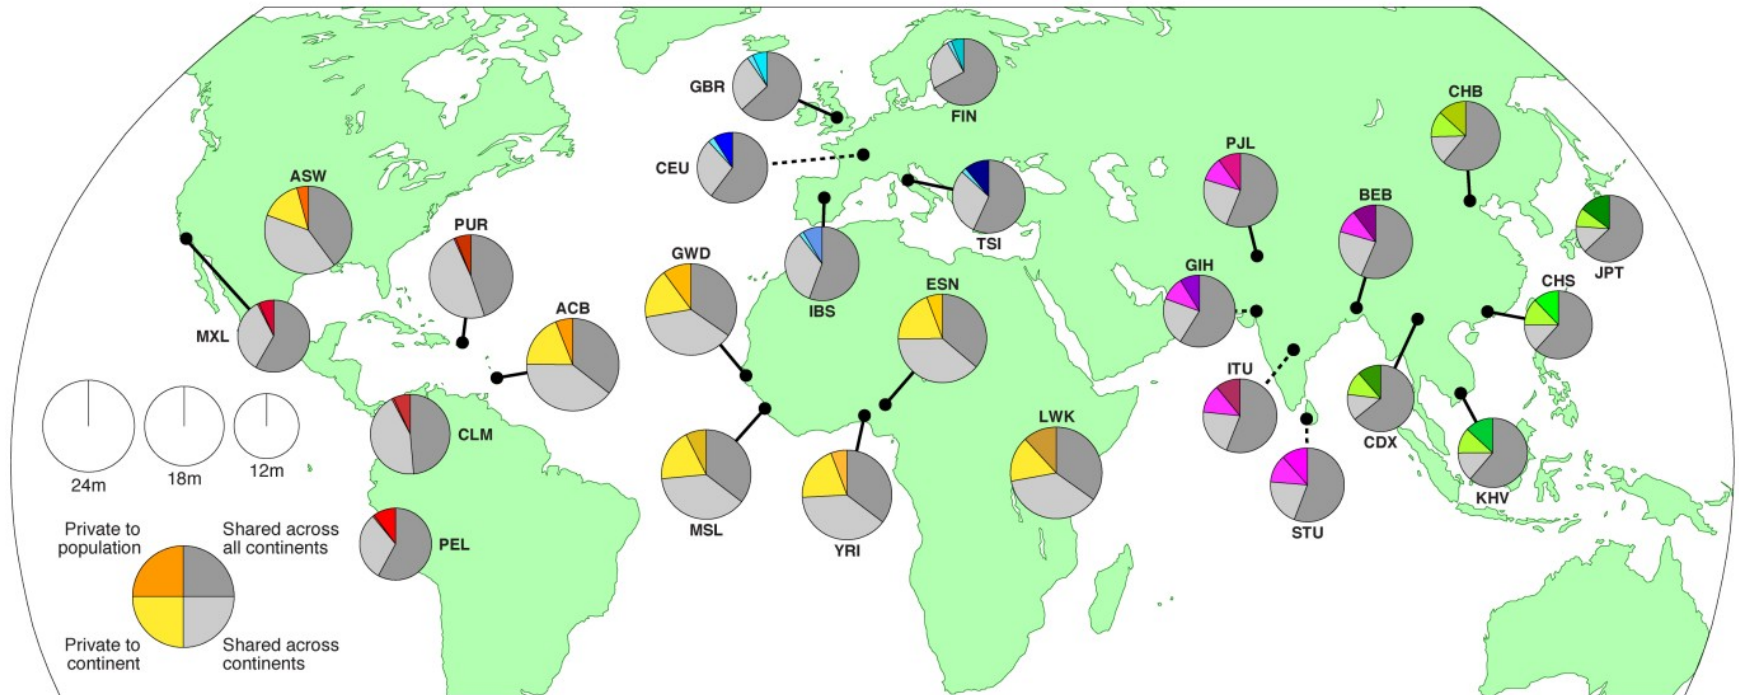 GBR
FIN
CHB
CEU
PJL
ASW
BEB
PUR
TSI
GWD
GIH
JPT
ESN
CHS
IBS
ACB
MXL
ITU
LWK
CLM
CDX
24m
18m
12m
KHV
MSL
STU
Private to
population
Shared across
all continents
PEL
YRI
Private to
continent
Shared across
continents